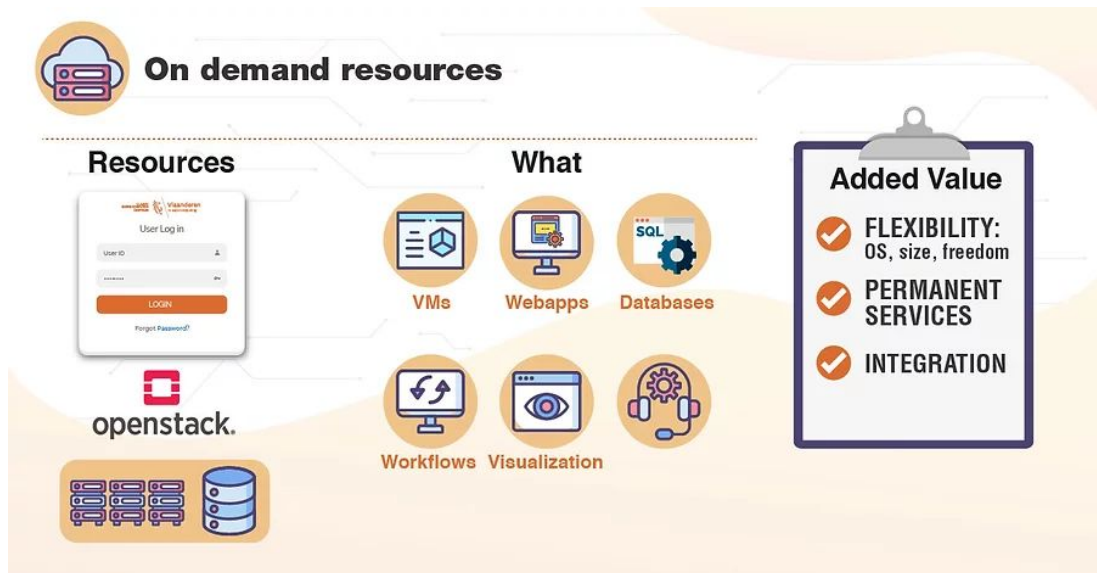 On demand resources
Resources
Vlaanderen
User Log in
User ID
LOGIN
Forgot Password?
openstack.
What
VMs
Webapps
Databases
SQL
Workflows
Visualization
Added Value
FLEXIBILITY:
OS, size, freedom
PERMANENT
SERVICES
INTEGRATION